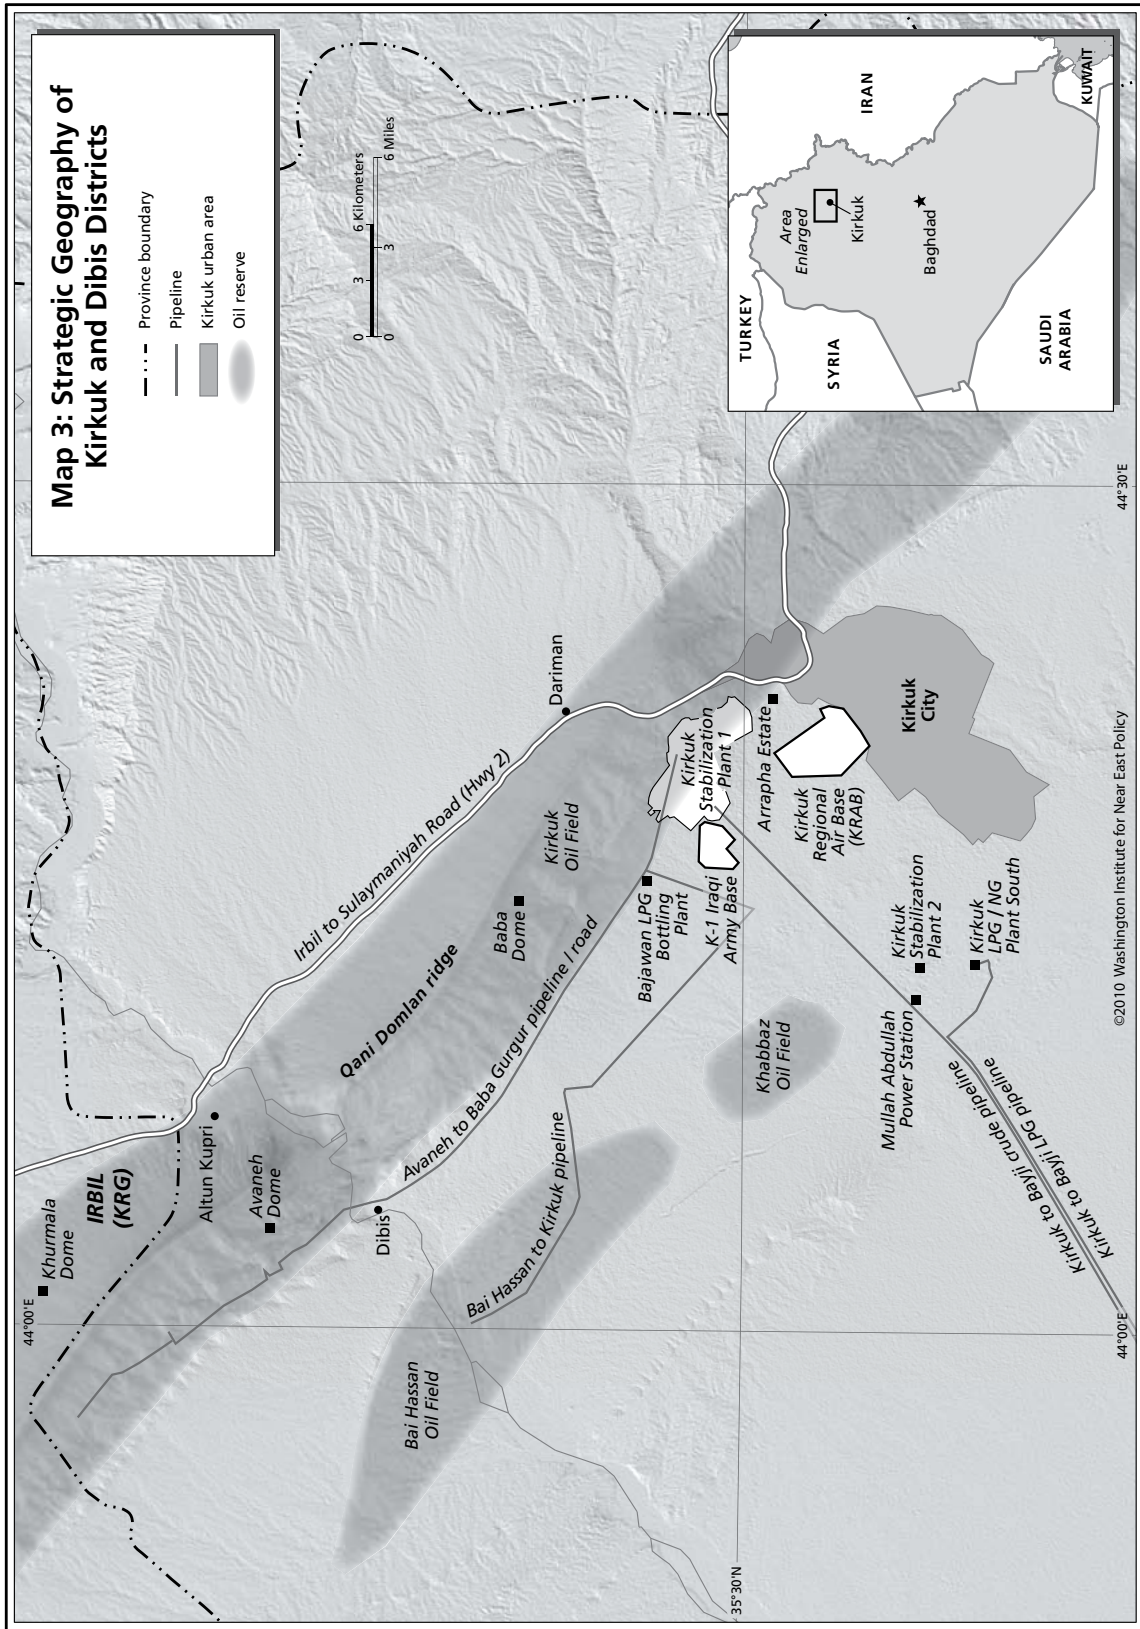 Map 3: Strategic Geography of
Kirkuk and Dibis Districts
Province boundary
Pipeline
Kirkuk urban area
Oil reserve
0 3 6 Kilometers
0 3 6 Miles
44°00'E
Khurmala
Dome
IRBIL
(KRG)
Altun Kupri
Avaneh
Dome
Dibis
Irbil to Sulaymaniyah Road (Hwy 2)
Dariman
Qani Domlan ridge
Baba
Dome
Kirkuk
Oil Field
Avaneh to Baba Gurgur pipeline l road
Bai Hassan
Oil Field
Bai Hassan to Kirkuk pipeline
Bajawan LPG
Bottling
Plant
K-1 Iraqi
Army Base
Kirkuk
Stabilization
Plant 1
Arrapha Estate
Kirkuk
Regional
Air Base
(KRAB)
Kirkuk
City
Khabbaz
Oil Field
Mullah Abdullah
Power Station
Kirkuk
Stabilization
Plant 2
Kirkuk
LPG / NG
Plant South
Kirkuk to Bayji crude pipeline
Kirkuk to Bayji LPG pipeline
35°30'N
44°00'E
44°30'E
TURKEY
SYRIA
IRAN
Area
Enlarged
Kirkuk
Baghdad
SAUDI
ARABIA
KUWAIT
©2010 Washington Institute for Near East Policy